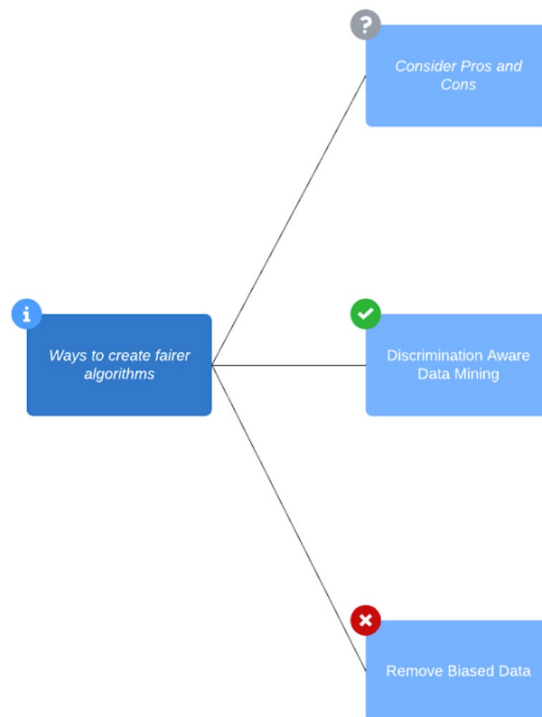 ?
Consider Pros and
Cons
i
Ways to create fairer
algorithms
Discrimination Aware
Data Mining
Remove Biased Data